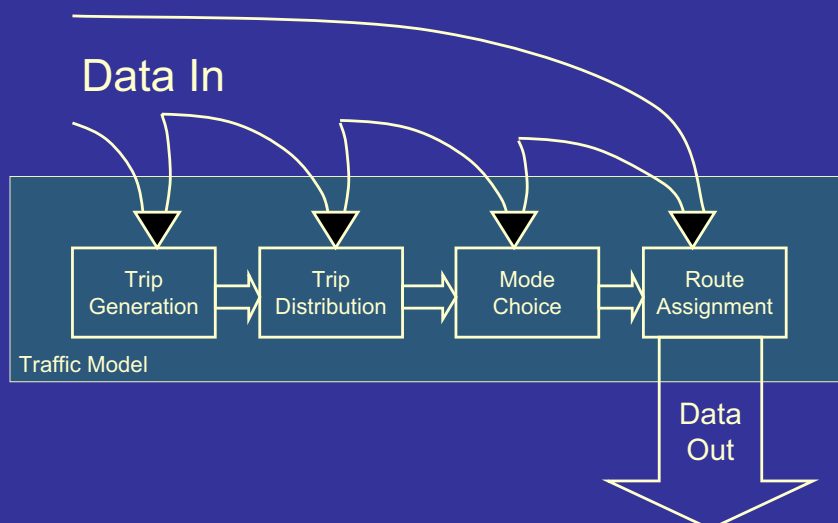 Data In
Trip
Generation
Trip
Distribution
Mode
Choice
Route
Assignment
Traffic Model
Data
Out